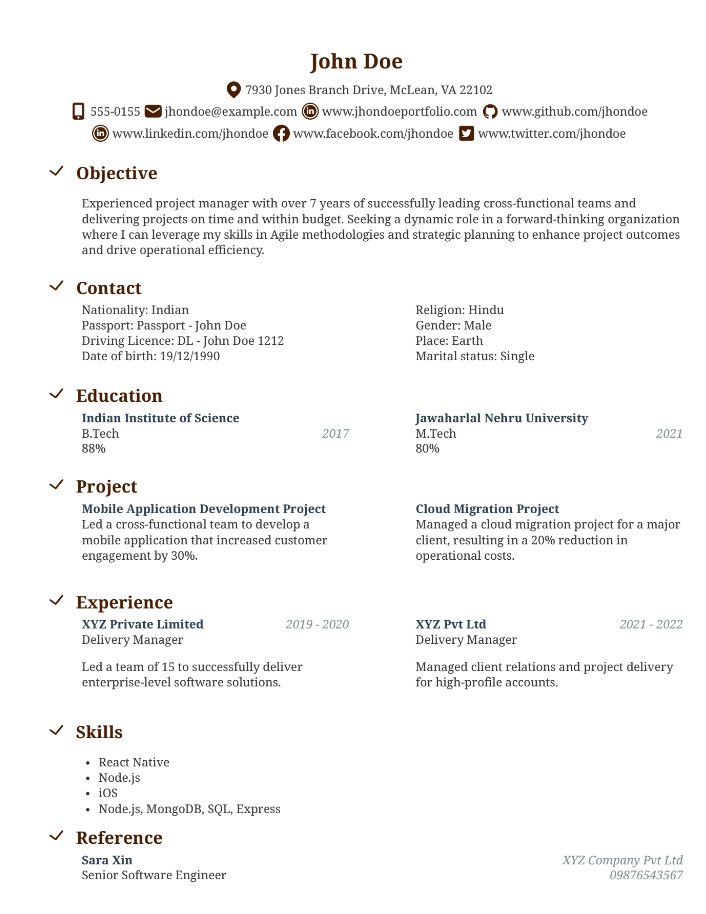 John Doe
7930 Jones Branch Drive, McLean, VA 22102
555-0155 jhondoe@example.com www.jhondoeportfolio.com www.github.com/jhondoe
www.linkedin.com/jhondoe www.facebook.com/jhondoe www.twitter.com/jhondoe
Objective
Experienced project manager with over 7 years of successfully leading cross-functional teams and
delivering projects on time and within budget. Seeking a dynamic role in a forward-thinking organization
where I can leverage my skills in Agile methodologies and strategic planning to enhance project outcomes
and drive operational efficiency.
Contact
Nationality: Indian
Passport: Passport - John Doe
Driving Licence: DL - John Doe 1212
Date of birth: 19/12/1990
Religion: Hindu
Gender: Male
Place: Earth
Marital status: Single
Education
Indian Institute of Science
B.Tech 2017
88%
Jawaharlal Nehru University
M.Tech 2021
80%
Project
Mobile Application Development Project
Led a cross-functional team to develop a
mobile application that increased customer
engagement by 30%.
Cloud Migration Project
Managed a cloud migration project for a major
client, resulting in a 20% reduction in
operational costs.
Experience
XYZ Private Limited 2019 - 2020
Delivery Manager
Led a team of 15 to successfully deliver
enterprise-level software solutions.
XYZ Pvt Ltd 2021 - 2022
Delivery Manager
Managed client relations and project delivery
for high-profile accounts.
Skills
• React Native
• Node.js
• iOS
• Node.js, MongoDB, SQL, Express
Reference
Sara Xin XYZ Company Pvt Ltd
Senior Software Engineer 09876543567